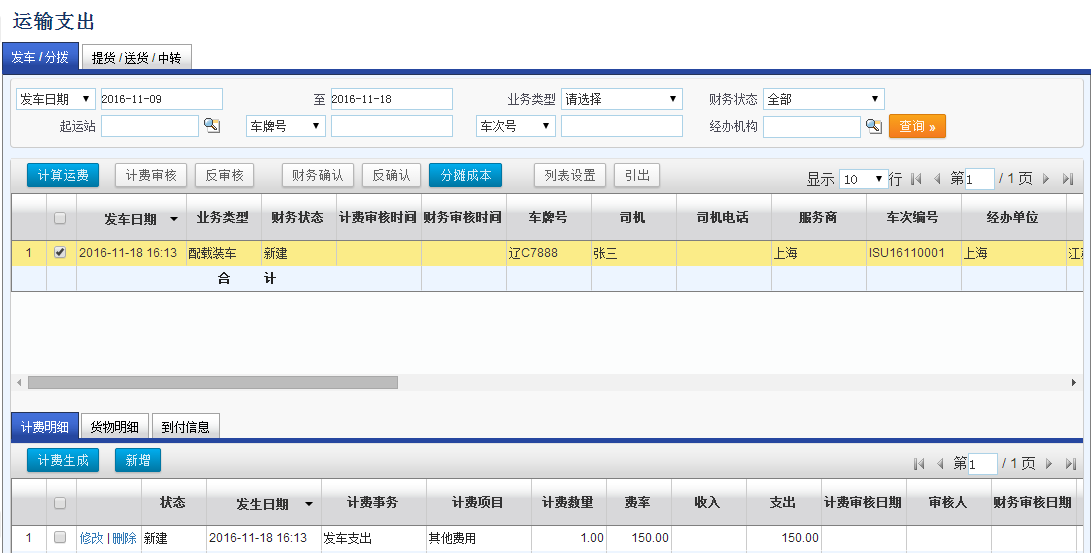 运输支出
发车 / 分拨 提货 / 送货 / 中转
发车日期 2016-11-09 至 2016-11-18 业务类型 请选择 财务状态 全部
起运站 车牌号 车次号 经办机构 查询 »
计算运费 计费审核 反审核 财务确认 反确认 分摊成本 列表设置 引出 显示 10 行 第 1 / 1 页
发车日期 业务类型 财务状态 计费审核时间 财务审核时间 车牌号 司机 司机电话 服务商 车次编号 经办单位
1 2016-11-18 16:13 配载装车 新建 辽C7888 张三 上海 ISU16110001 上海
合 计
计费明细 货物明细 到付信息
计费生成 新增 第 1 / 1 页
状态 发生日期 计费事务 计费项目 计费数量 费率 收入 支出 计费审核日期 审核人 财务审核日期
1 修改 | 删除 新建 2016-11-18 16:13 发车支出 其他费用 1.00 150.00 150.00